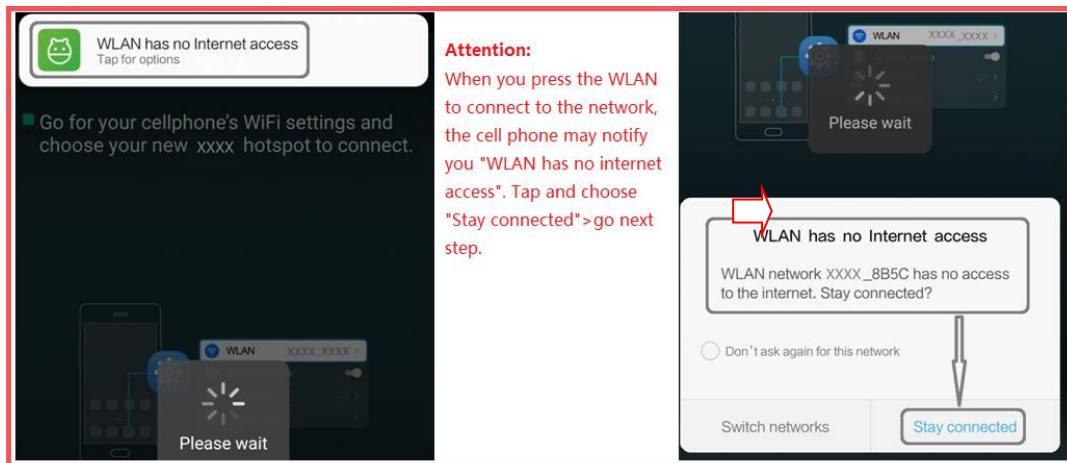 WLAN has no Internet access
Tap for options
Go for your cellphone's WiFi settings and
choose your new xxxx hotspot to connect.
WLAN XXXX_XXXX >
Please wait
Attention:
When you press the WLAN
to connect to the network,
the cell phone may notify
you "WLAN has no internet
access". Tap and choose
"Stay connected">go next
step.
WLAN XXXX_XXXX >
On >
Please wait
WLAN has no Internet access
WLAN network XXXX_8B5C has no access
to the internet. Stay connected?
Don't ask again for this network
Switch networks
Stay connected